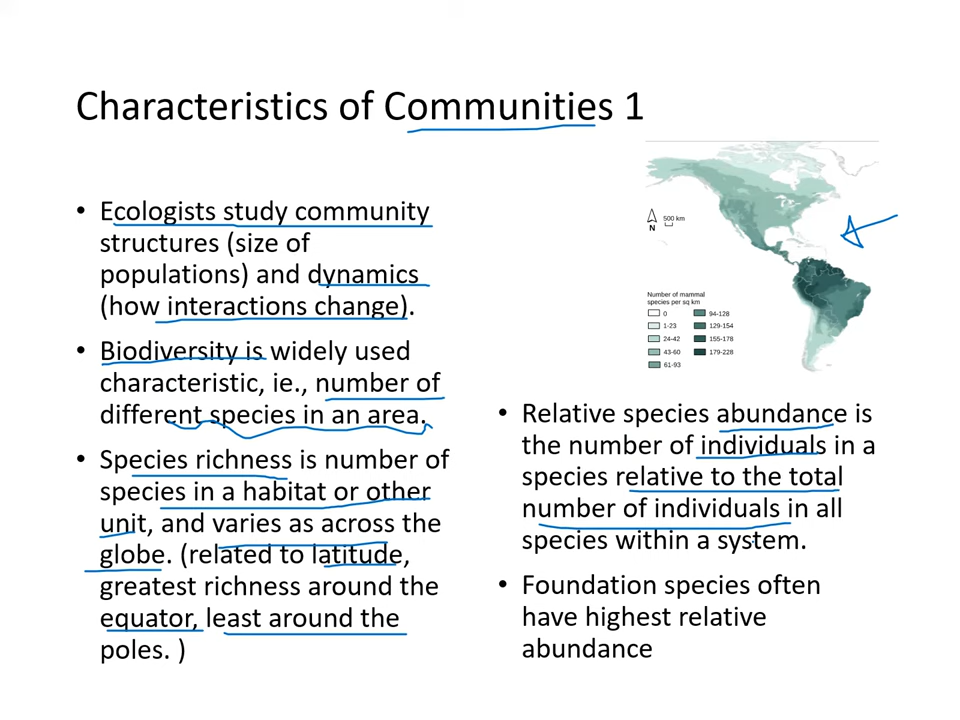 Characteristics of Communities 1
• Ecologists study community
structures (size of
populations) and dynamics
(how interactions change).
• Biodiversity is widely used
characteristic, ie., number of
different species in an area.
• Species richness is number of
species in a habitat or other
unit, and varies as across the
globe. (related to latitude,
greatest richness around the
equator, least around the
poles. )
N
500 km
Number of mammal
species per sq km
0
1-23
24-42
43-60
61-93
94-128
129-154
155-178
179-228
• Relative species abundance is
the number of individuals in a
species relative to the total
number of individuals in all
species within a system.
• Foundation species often
have highest relative
abundance